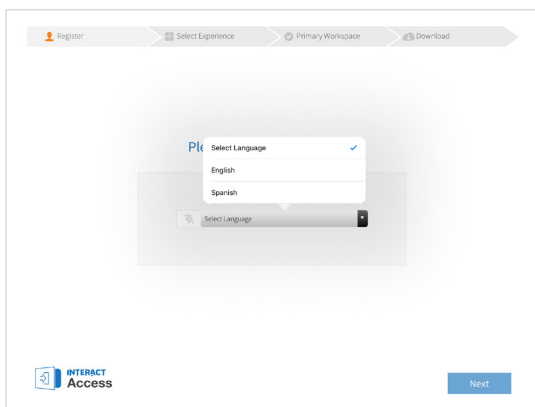 Register
Select Experience
Primary Workspace
Download
Ple
Select Language
English
Spanish
Select Language
INTERACT
Access
Next